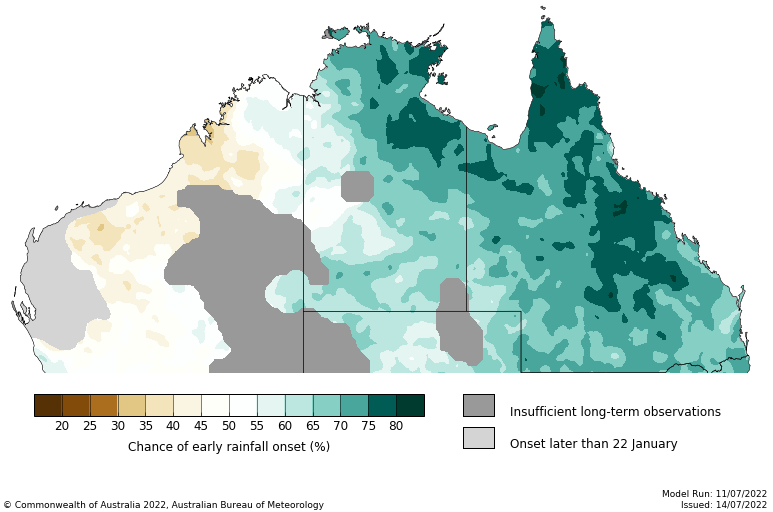 20 25 30 35 40 45 50 55 60 65 70 75 80
Chance of early rainfall onset (%)
Insufficient long-term observations
Onset later than 22 January
Model Run: 11/07/2022
© Commonwealth of Australia 2022, Australian Bureau of Meteorology
Issued: 14/07/2022